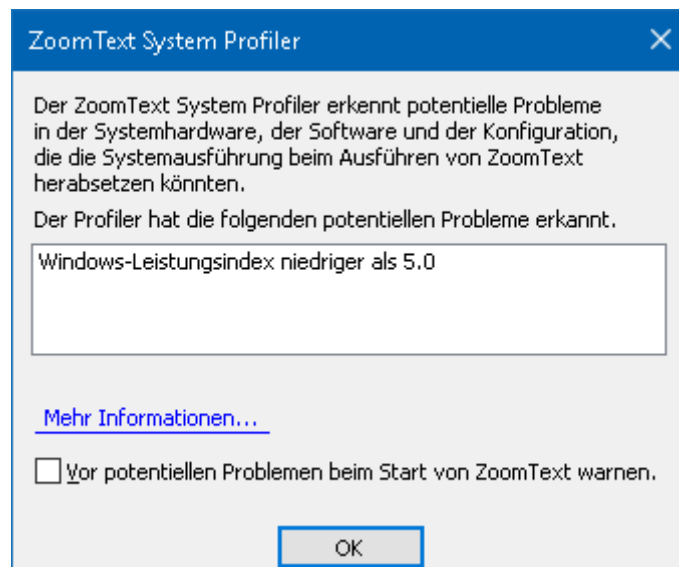 ZoomText System Profiler
Der ZoomText System Profiler erkennt potentielle Probleme
in der Systemhardware, der Software und der Konfiguration,
die die Systemausführung beim Ausführen von ZoomText
herabsetzen könnten.
Der Profiler hat die folgenden potentiellen Probleme erkannt.
Windows-Leistungsindex niedriger als 5.0
Mehr Informationen...
Vor potentiellen Problemen beim Start von ZoomText warnen.
OK